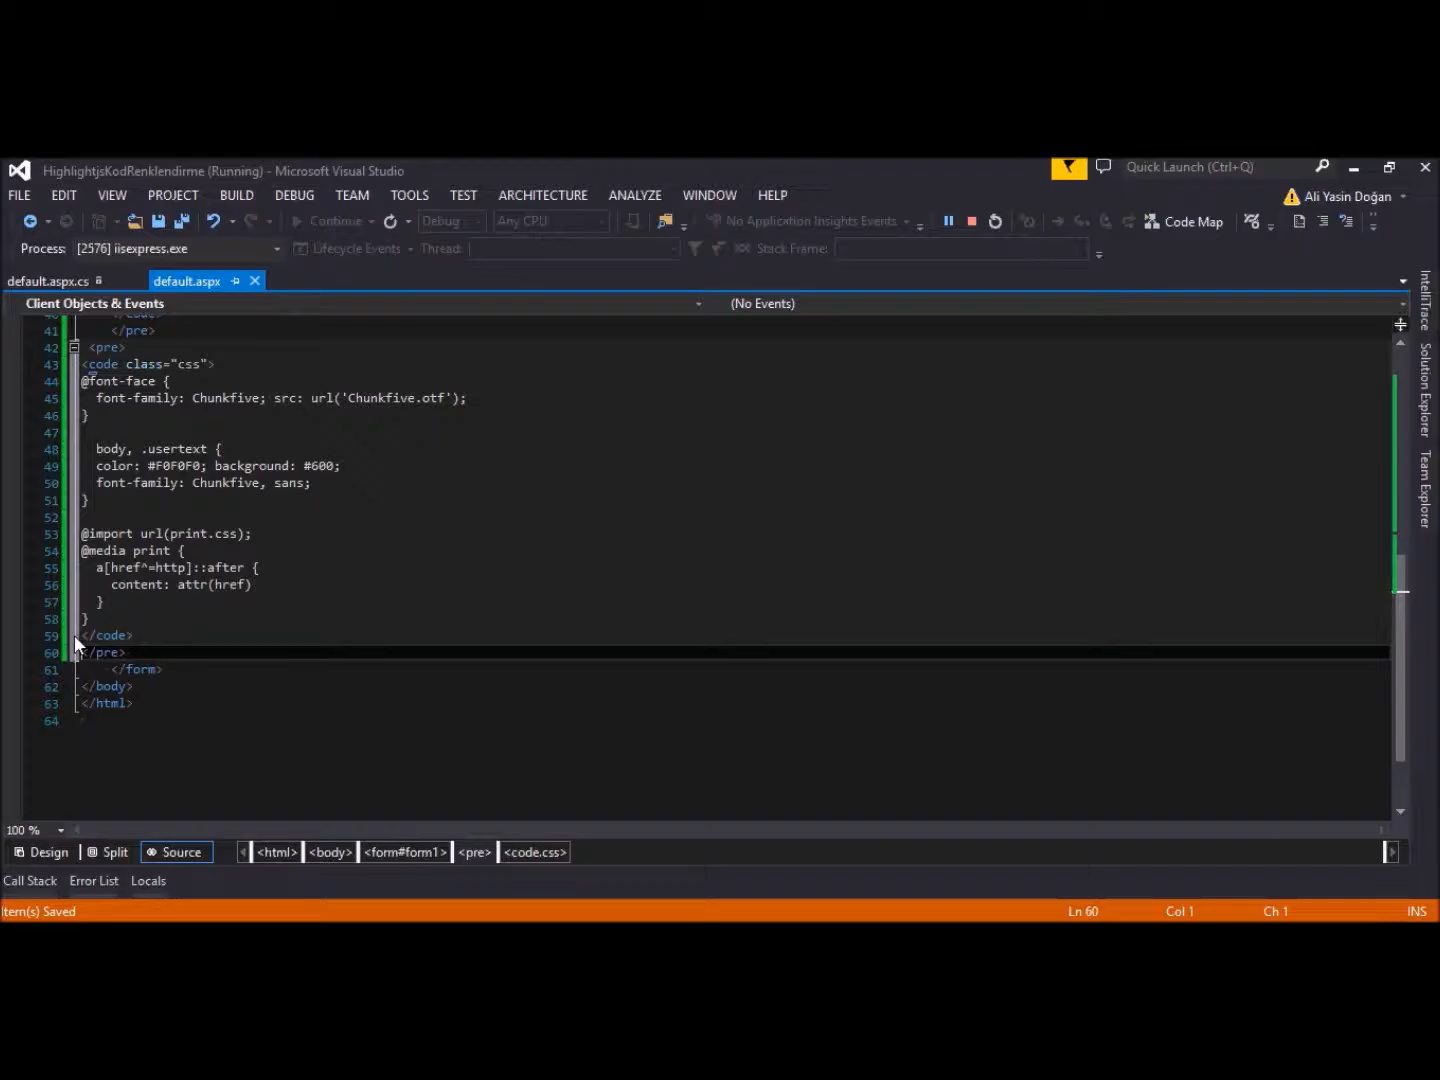 HighlightjsKodRenklendirme (Running) - Microsoft Visual Studio
Quick Launch (Ctrl+Q)
FILE EDIT VIEW PROJECT BUILD DEBUG TEAM TOOLS TEST ARCHITECTURE ANALYZE WINDOW HELP
Ali Yasin Doğan
Continue Debug Any CPU No Application Insights Events Code Map
Process: [2576] iisexpress.exe Lifecycle Events Thread: Stack Frame:
default.aspx.cs default.aspx
Client Objects & Events (No Events)
40 </code>
41 </pre>
42 <pre>
43 <code class="css">
44 @font-face {
45 font-family: Chunkfive; src: url('Chunkfive.otf');
46 }
47
48 body, .usertext {
49 color: #F0F0F0; background: #600;
50 font-family: Chunkfive, sans;
51 }
52
53 @import url(print.css);
54 @media print {
55 a[href^=http]::after {
56 content: attr(href)
57 }
58 }
59 </code>
60 </pre>
61 </form>
62 </body>
63 </html>
64
IntelliTrace
Solution Explorer
Team Explorer
100 %
Design Split Source <html> <body> <form#form1> <pre> <code.css>
Call Stack Error List Locals
Item(s) Saved Ln 60 Col 1 Ch 1 INS